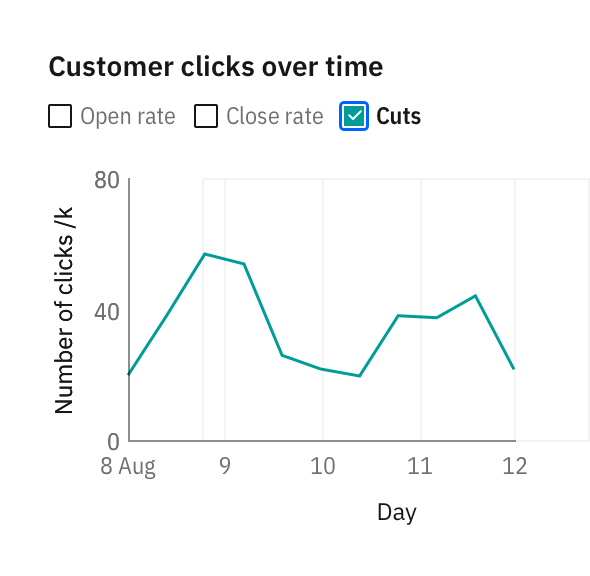 Customer clicks over time
Open rate Close rate Cuts
Number of clicks /k
80
40
0
8 Aug 9 10 11 12
Day